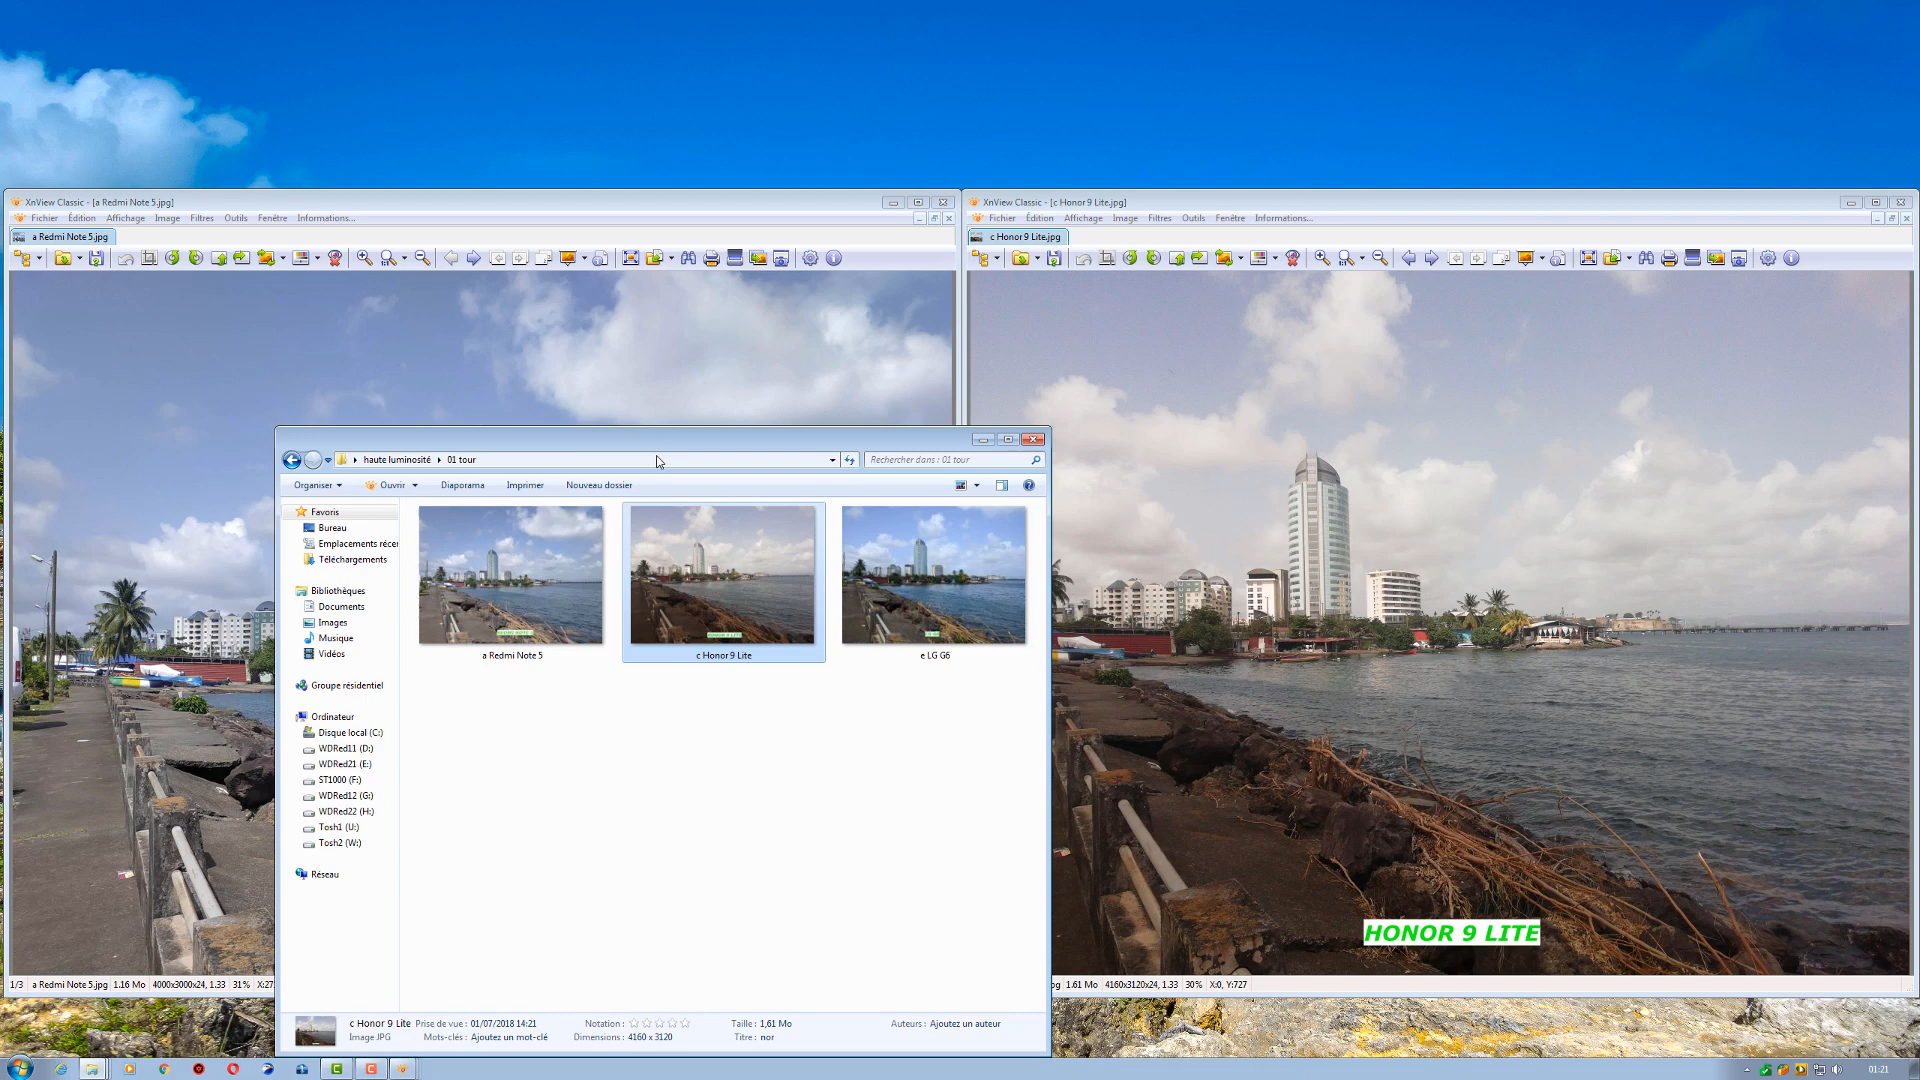 XnView Classic - [a Redmi Note 5.jpg]
Fichier Édition Affichage Image Filtres Outils Fenêtre Informations...
a Redmi Note 5.jpg
XnView Classic - [c Honor 9 Lite.jpg]
Fichier Édition Affichage Image Filtres Outils Fenêtre Informations...
c Honor 9 Lite.jpg
haute luminosité 01 tour
Rechercher dans : 01 tour
Organiser Ouvrir Diaporama Imprimer Nouveau dossier
Favoris
Bureau
Emplacements réce
Téléchargements
Bibliothèques
Documents
Images
Musique
Vidéos
Groupe résidentiel
Ordinateur
Disque local (C:)
WDRed11 (D:)
WDRed21 (E:)
ST1000 (F:)
WDRed12 (G:)
WDRed22 (H:)
Tosh1 (U:)
Tosh2 (W:)
Réseau
a Redmi Note 5
c Honor 9 Lite
e LG G6
HONOR 9 LITE
1/3 a Redmi Note 5.jpg 1.16 Mo 4000x3000x24, 1.33 31% X:27
pg 1.61 Mo 4160x3120x24, 1.33 30% X:0, Y:727
c Honor 9 Lite Prise de vue : 01/07/2018 14:21 Notation : Taille : 1,61 Mo Auteurs : Ajoutez un auteur
Image JPG Mots-clés : Ajoutez un mot-clé Dimensions : 4160 x 3120 Titre : nor
01:21